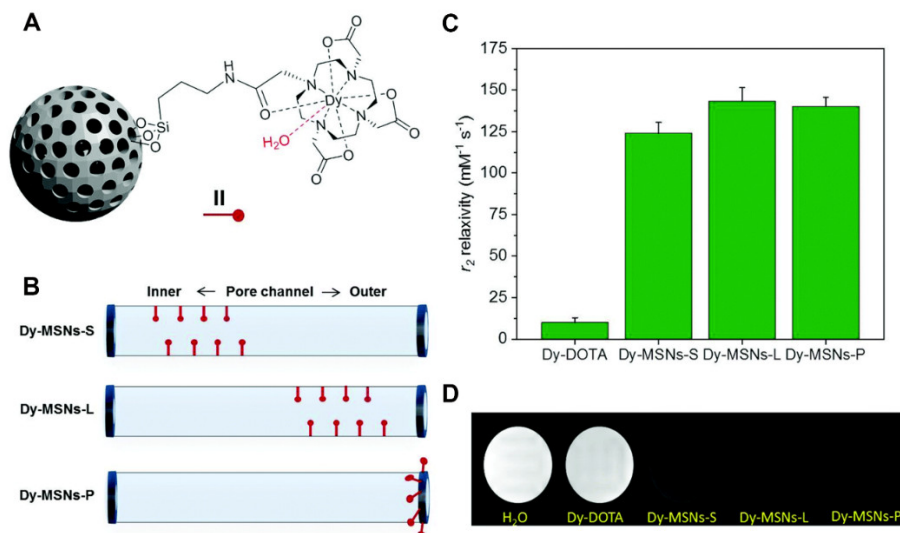 A
H
N
O
Si
O
O
O
O
O
N
N
Dy
N
N
O
O
O
O
H₂O
II
B
Inner ← Pore channel → Outer
Dy-MSNs-S
Dy-MSNs-L
Dy-MSNs-P
C
r₂ relaxivity (mM⁻¹ s⁻¹)
175
150
125
100
75
50
25
0
Dy-DOTA Dy-MSNs-S Dy-MSNs-L Dy-MSNs-P
D
H₂O Dy-DOTA Dy-MSNs-S Dy-MSNs-L Dy-MSNs-P